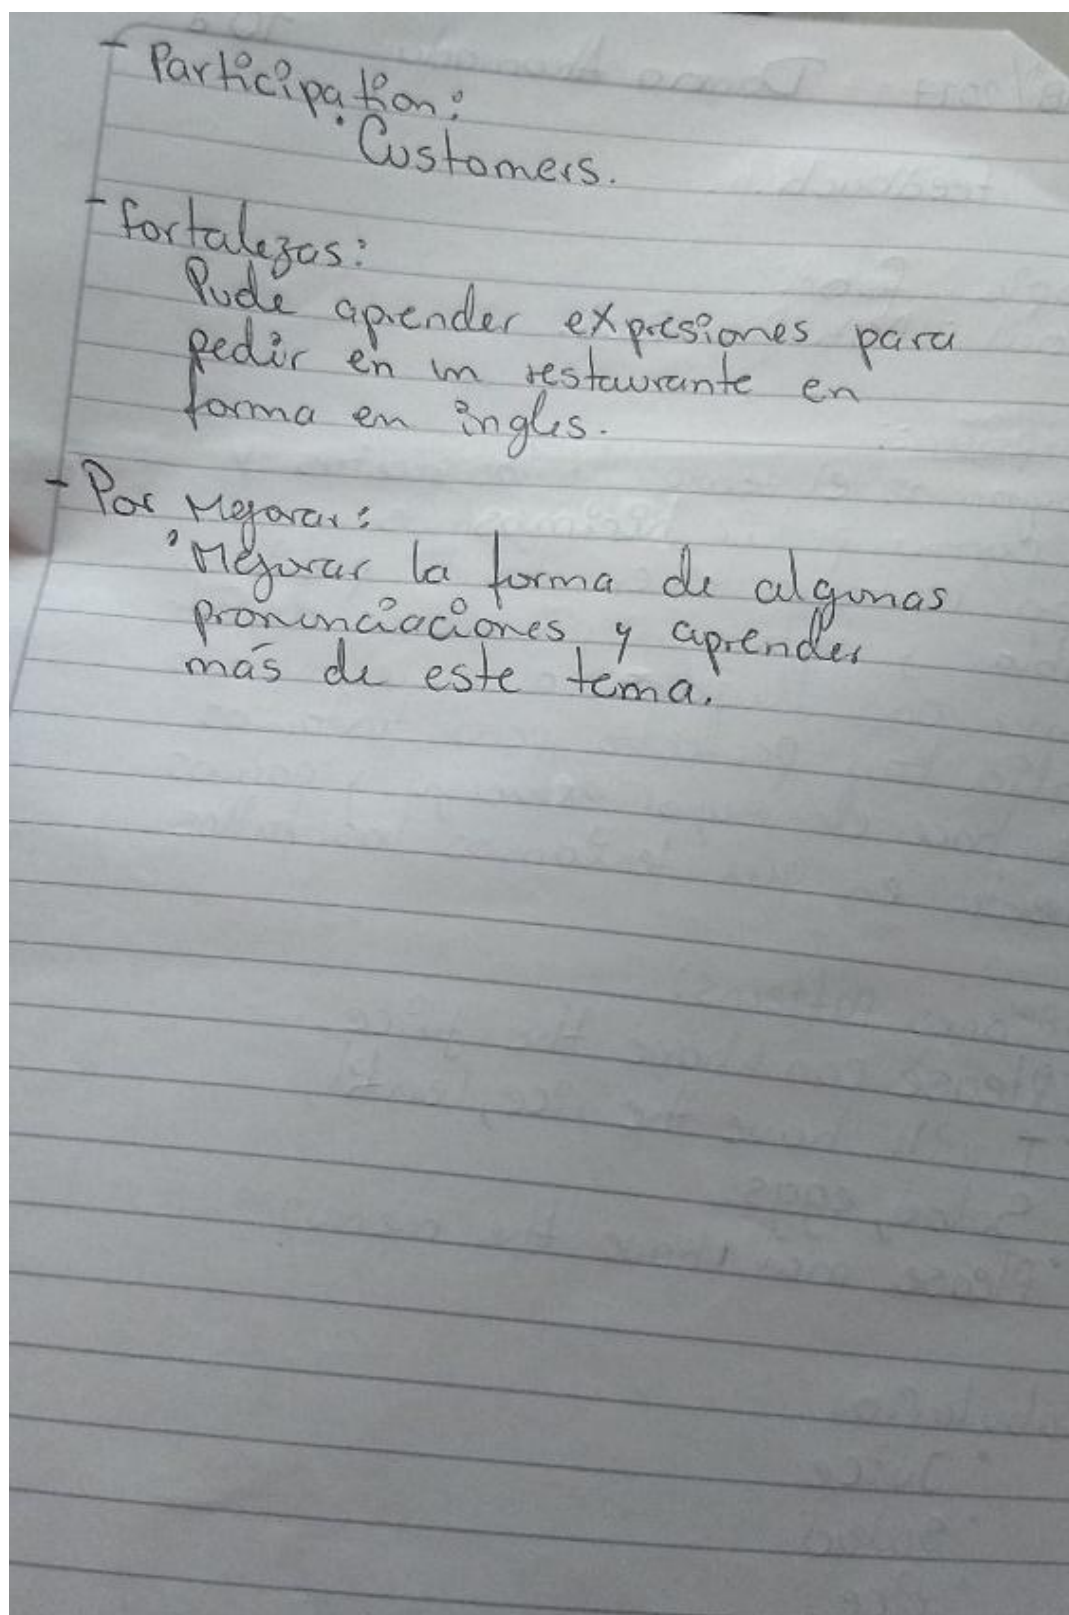 - Participation:
· Customers.
- fortalezas:
Pude aprender expresiones para
pedir en un restaurante en
forma en ingles.
- Por Mejorar:
· Mejorar la forma de algunas
pronunciaciones y aprender
más de este tema.